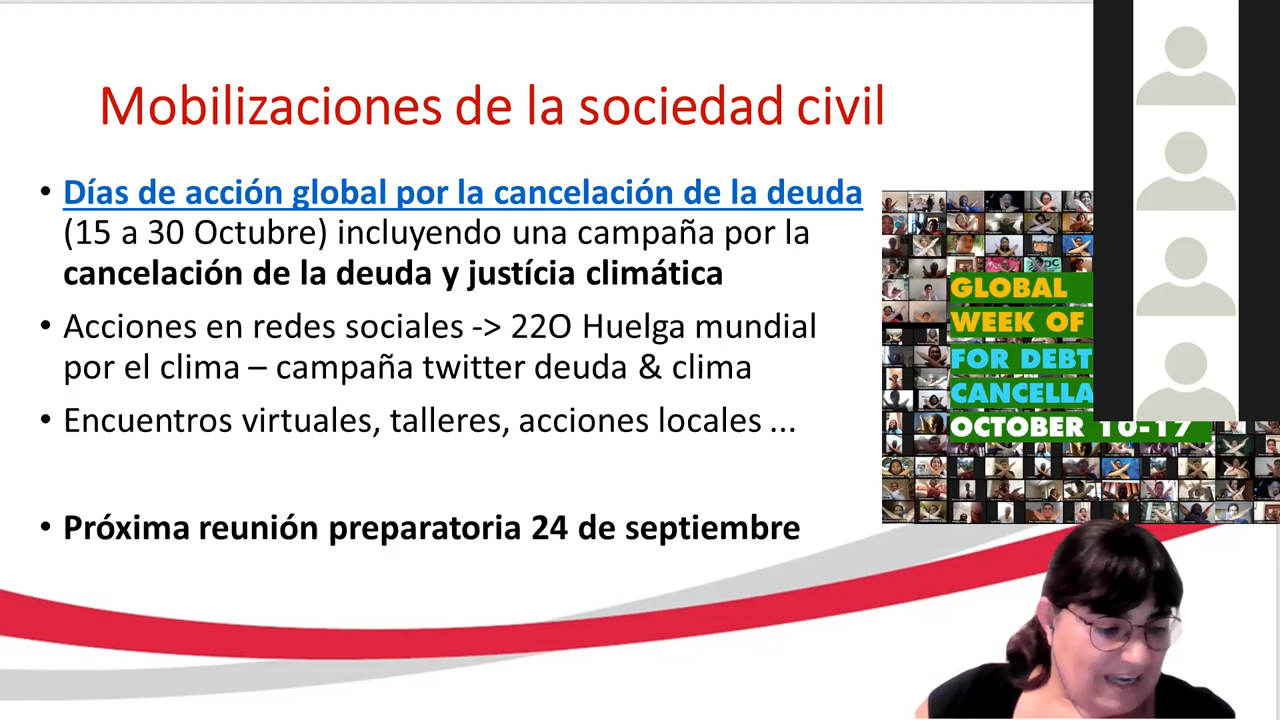 Mobilizaciones de la sociedad civil
• Días de acción global por la cancelación de la deuda
(15 a 30 Octubre) incluyendo una campaña por la
cancelación de la deuda y justícia climática
• Acciones en redes sociales -> 22O Huelga mundial
por el clima – campaña twitter deuda & clima
• Encuentros virtuales, talleres, acciones locales ...
• Próxima reunión preparatoria 24 de septiembre
GLOBAL
WEEK OF
FOR DEBT
CANCELLA
OCTOBER 10-17